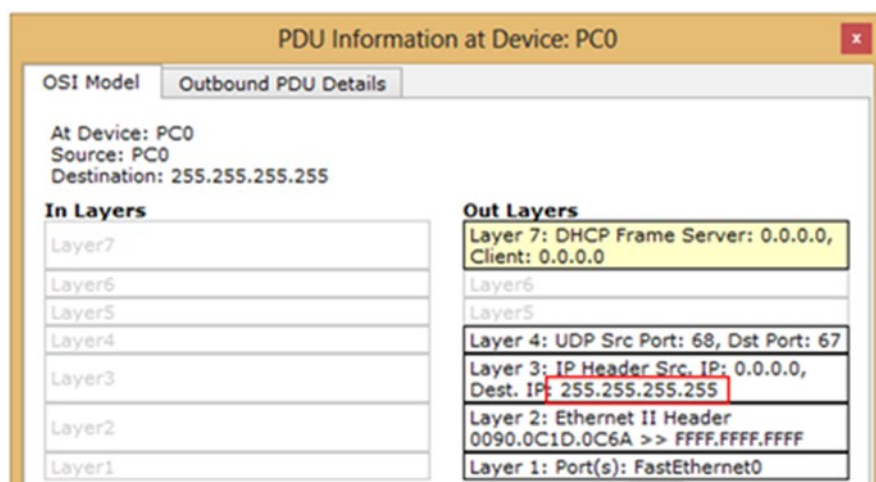 PDU Information at Device: PC0
x
OSI Model
Outbound PDU Details
At Device: PC0
Source: PC0
Destination: 255.255.255.255
In Layers
Layer7
Layer6
Layer5
Layer4
Layer3
Layer2
Layer1
Out Layers
Layer 7: DHCP Frame Server: 0.0.0.0,
Client: 0.0.0.0
Layer6
Layer5
Layer 4: UDP Src Port: 68, Dst Port: 67
Layer 3: IP Header Src. IP: 0.0.0.0,
Dest. IP: 255.255.255.255
Layer 2: Ethernet II Header
0090.0C1D.0C6A >> FFFF.FFFF.FFFF
Layer 1: Port(s): FastEthernet0